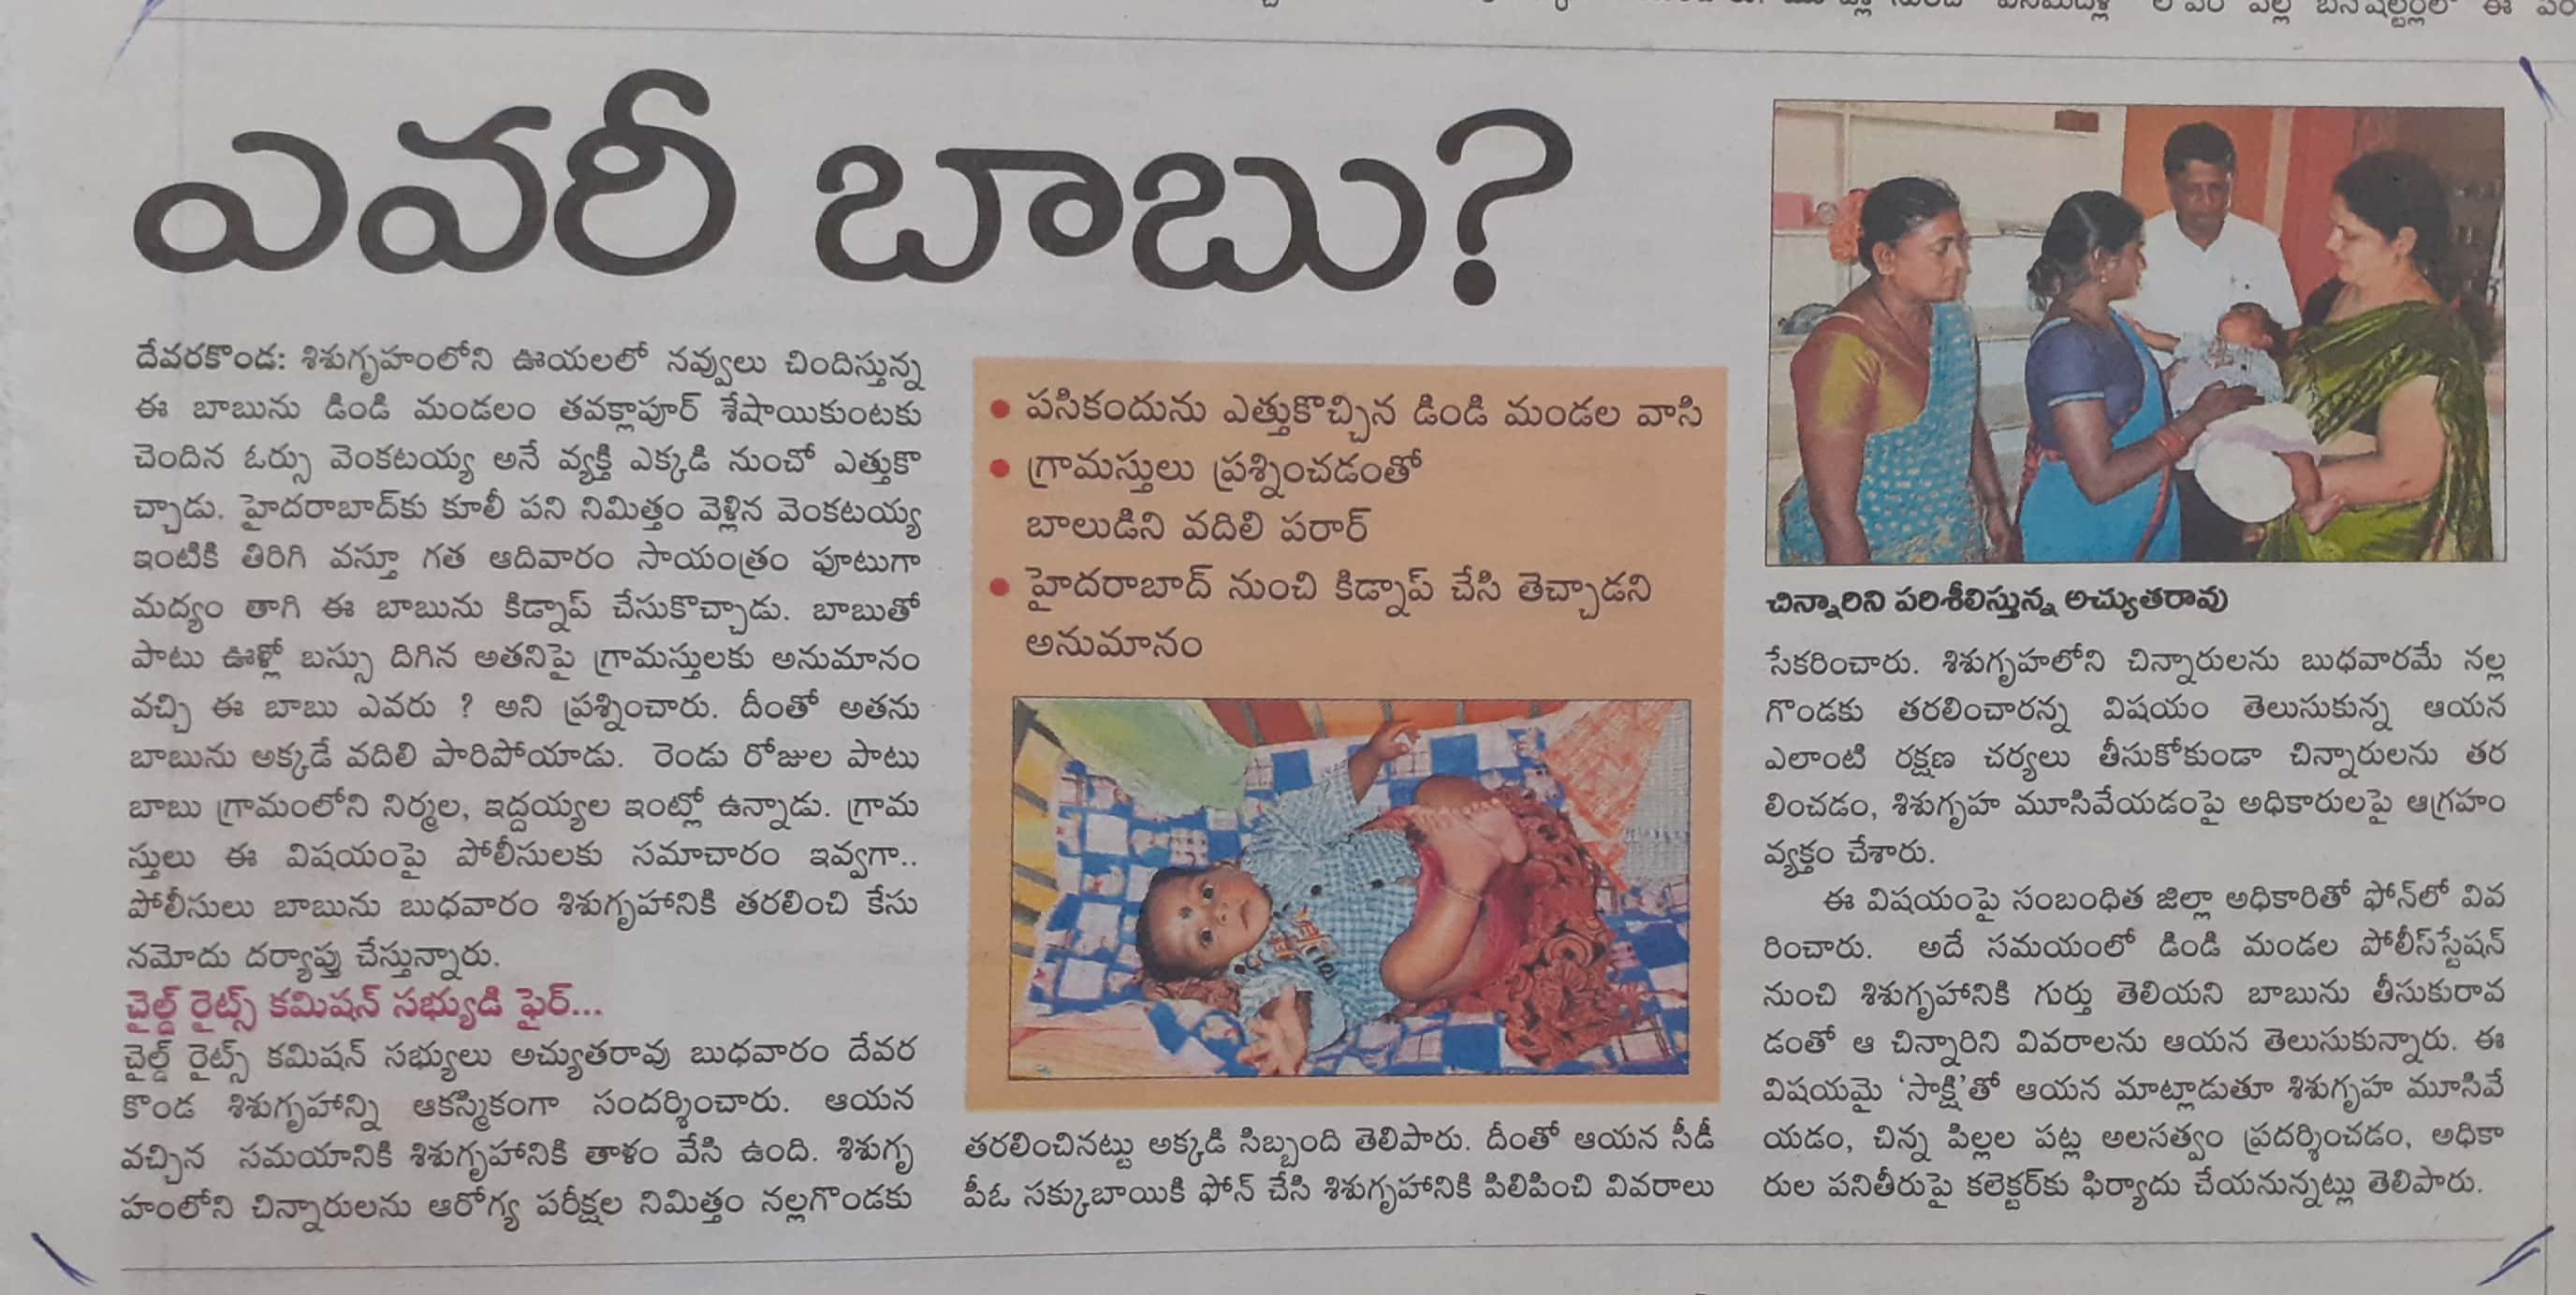 ఎవరీ బాబు?
దేవరకొండ: శిశుగృహంలోని ఊయలలో నవ్వులు చిందిస్తున్న
ఈ బాబును డిండి మండలం తవక్లాపూర్ శేషాయికుంటకు
చెందిన ఓర్సు వెంకటయ్య అనే వ్యక్తి ఎక్కడి నుంచో ఎత్తుకొ
చ్చాడు. హైదరాబాద్‌కు కూలీ పని నిమిత్తం వెళ్లిన వెంకటయ్య
ఇంటికి తిరిగి వస్తూ గత ఆదివారం సాయంత్రం పూటుగా
మద్యం తాగి ఈ బాబును కిడ్నాప్ చేసుకొచ్చాడు. బాబుతో
పాటు ఊళ్లో బస్సు దిగిన అతనిపై గ్రామస్తులకు అనుమానం
వచ్చి ఈ బాబు ఎవరు ? అని ప్రశ్నించారు. దీంతో అతను
బాబును అక్కడే వదిలి పారిపోయాడు. రెండు రోజుల పాటు
బాబు గ్రామంలోని నిర్మల, ఇద్దయ్యల ఇంట్లో ఉన్నాడు. గ్రామ
స్తులు ఈ విషయంపై పోలీసులకు సమాచారం ఇవ్వగా..
పోలీసులు బాబును బుధవారం శిశుగృహానికి తరలించి కేసు
నమోదు దర్యాప్తు చేస్తున్నారు.
చైల్డ్ రైట్స్ కమిషన్ సభ్యుడి ఫైర్...
చైల్డ్ రైట్స్ కమిషన్ సభ్యులు అచ్యుతరావు బుధవారం దేవర
కొండ శిశుగృహాన్ని ఆకస్మికంగా సందర్శించారు. ఆయన
వచ్చిన సమయానికి శిశుగృహానికి తాళం వేసి ఉంది. శిశుగృ
హంలోని చిన్నారులను ఆరోగ్య పరీక్షల నిమిత్తం నల్లగొండకు
• పసికందును ఎత్తుకొచ్చిన డిండి మండల వాసి
• గ్రామస్తులు ప్రశ్నించడంతో
బాలుడిని వదిలి పరార్
• హైదరాబాద్ నుంచి కిడ్నాప్ చేసి తెచ్చాడని
అనుమానం
తరలించినట్టు అక్కడి సిబ్బంది తెలిపారు. దీంతో ఆయన సీడీ
పీఓ సక్కుబాయికి ఫోన్ చేసి శిశుగృహానికి పిలిపించి వివరాలు
చిన్నారిని పరిశీలిస్తున్న అచ్యుతరావు
సేకరించారు. శిశుగృహలోని చిన్నారులను బుధవారమే నల్ల
గొండకు తరలించారన్న విషయం తెలుసుకున్న ఆయన
ఎలాంటి రక్షణ చర్యలు తీసుకోకుండా చిన్నారులను తర
లించడం, శిశుగృహ మూసివేయడంపై అధికారులపై ఆగ్రహం
వ్యక్తం చేశారు.
ఈ విషయంపై సంబంధిత జిల్లా అధికారితో ఫోన్‌లో వివ
రించారు. అదే సమయంలో డిండి మండల పోలీస్‌స్టేషన్
నుంచి శిశుగృహానికి గుర్తు తెలియని బాబును తీసుకురావ
డంతో ఆ చిన్నారిని వివరాలను ఆయన తెలుసుకున్నారు. ఈ
విషయమై ‘సాక్షి’తో ఆయన మాట్లాడుతూ శిశుగృహ మూసివే
యడం, చిన్న పిల్లల పట్ల అలసత్వం ప్రదర్శించడం, అధికా
రుల పనితీరుపై కలెక్టర్‌కు ఫిర్యాదు చేయనున్నట్లు తెలిపారు.